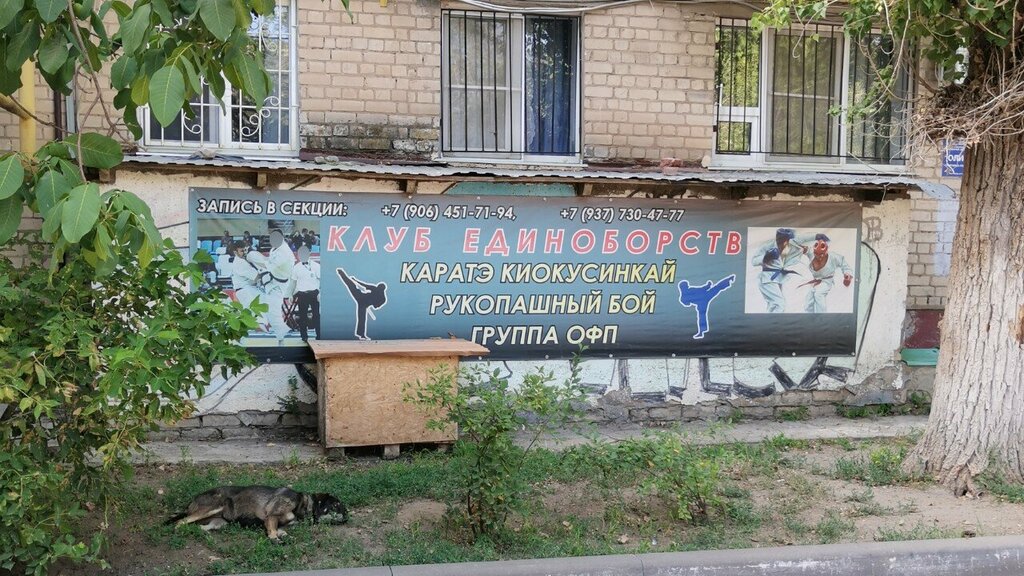 ЗАПИСЬ В СЕКЦИИ: +7 (906) 451-71-94, +7 (937) 730-47-77
КЛУБ ЕДИНОБОРСТВ
КАРАТЭ КИОКУСИНКАЙ
РУКОПАШНЫЙ БОЙ
ГРУППА ОФП